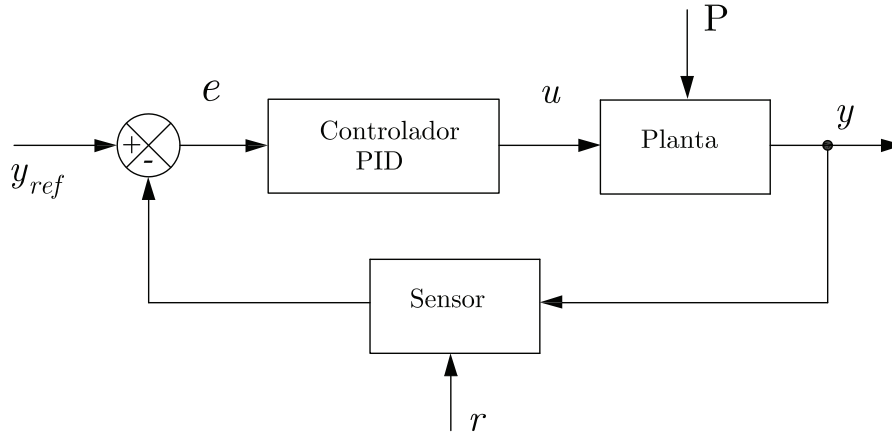 P
e
u
y
Controlador
PID
Planta
+
-
y_ref
Sensor
r